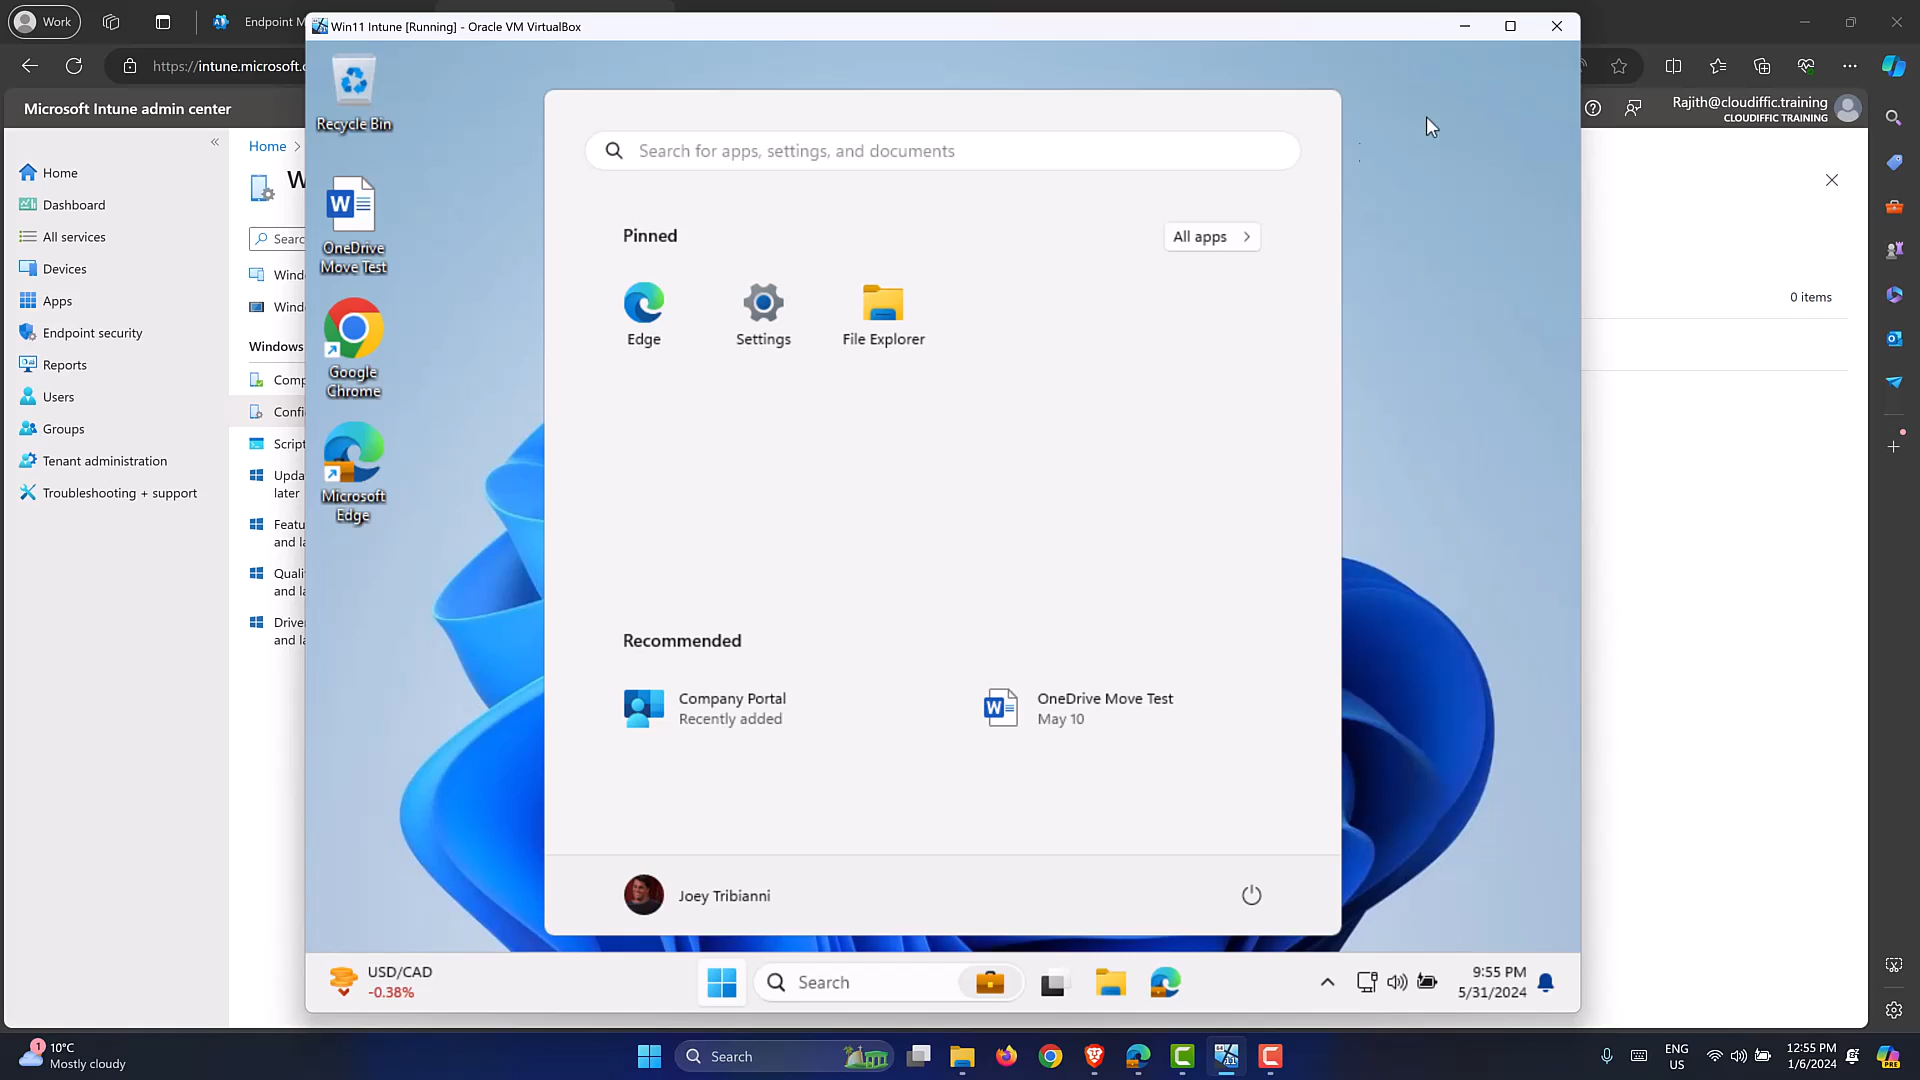 Work
Endpoint M
https://intune.microsoft.c
Microsoft Intune admin center
Rajith@cloudiffic.training
CLOUDIFFIC TRAINING
«
Home
Dashboard
All services
Devices
Apps
Endpoint security
Reports
Users
Groups
Tenant administration
Troubleshooting + support
Home >
W
Searc
Wind
Wind
Windows
Comp
Confi
Script
Upda
later
Featu
and la
Quali
and la
Drive
and la
0 items
Win11 Intune [Running] - Oracle VM VirtualBox
Recycle Bin
OneDrive
Move Test
Google
Chrome
Microsoft
Edge
Search for apps, settings, and documents
Pinned
All apps >
Edge
Settings
File Explorer
Recommended
Company Portal
Recently added
OneDrive Move Test
May 10
Joey Tribianni
USD/CAD
-0.38%
Search
9:55 PM
5/31/2024
1
10°C
Mostly cloudy
Search
ENG
US
12:55 PM
1/6/2024
PRE